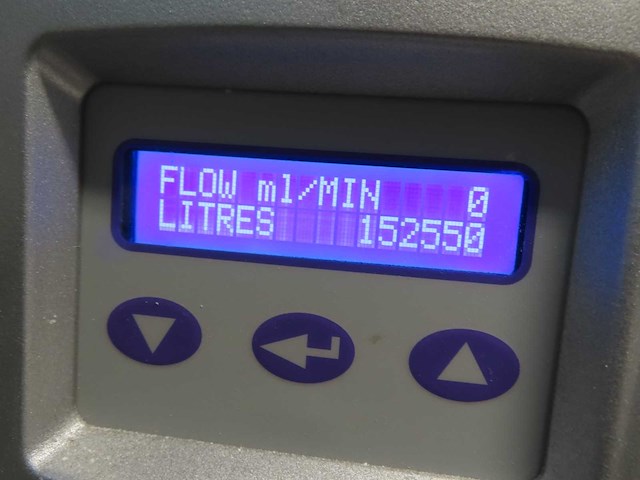 FLOW ml/MIN 0
LITRES 152550